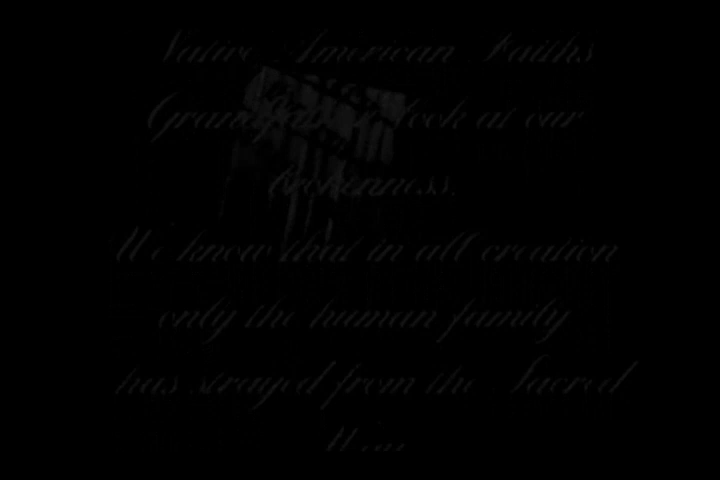 Native American Faiths
Grandfather look at our
brokenness.
We know that in all creation
only the human family
has strayed from the Sacred
Way